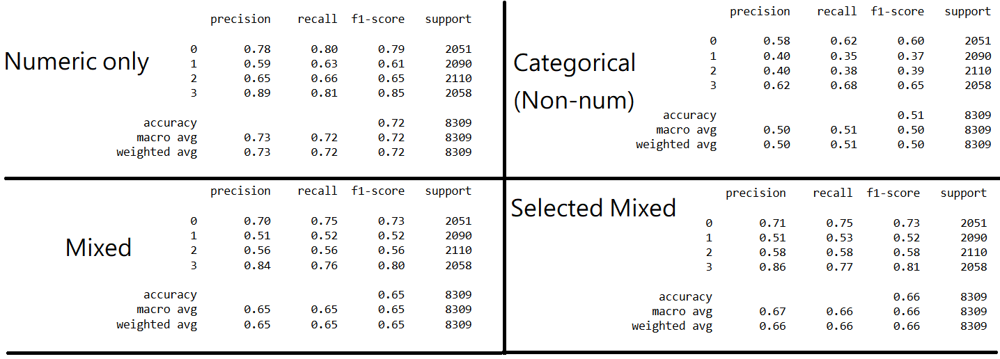 Numeric only
precision recall f1-score support
0 0.78 0.80 0.79 2051
1 0.59 0.63 0.61 2090
2 0.65 0.66 0.65 2110
3 0.89 0.81 0.85 2058
accuracy 0.72 8309
macro avg 0.73 0.72 0.72 8309
weighted avg 0.73 0.72 0.72 8309
Categorical
(Non-num)
precision recall f1-score support
0 0.58 0.62 0.60 2051
1 0.40 0.35 0.37 2090
2 0.40 0.38 0.39 2110
3 0.62 0.68 0.65 2058
accuracy 0.51 8309
macro avg 0.50 0.51 0.50 8309
weighted avg 0.50 0.51 0.50 8309
Mixed
precision recall f1-score support
0 0.70 0.75 0.73 2051
1 0.51 0.52 0.52 2090
2 0.56 0.56 0.56 2110
3 0.84 0.76 0.80 2058
accuracy 0.65 8309
macro avg 0.65 0.65 0.65 8309
weighted avg 0.65 0.65 0.65 8309
Selected Mixed
precision recall f1-score support
0 0.71 0.75 0.73 2051
1 0.51 0.53 0.52 2090
2 0.58 0.58 0.58 2110
3 0.86 0.77 0.81 2058
accuracy 0.66 8309
macro avg 0.67 0.66 0.66 8309
weighted avg 0.66 0.66 0.66 8309